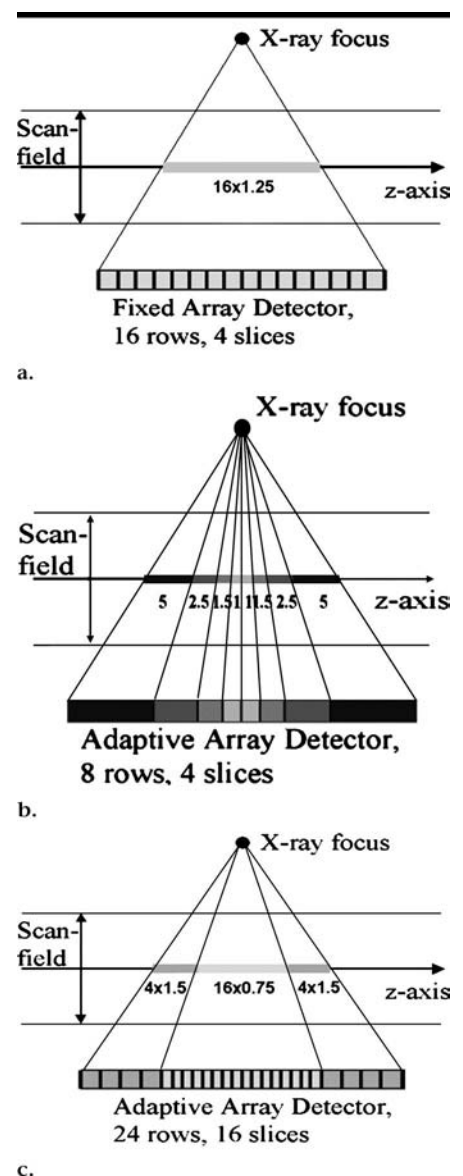 X-ray focus
Scan-
field
16x1.25
z-axis
Fixed Array Detector,
16 rows, 4 slices
a.
X-ray focus
Scan-
field
5 2.5 1.5 1 1 1.5 2.5 5
z-axis
Adaptive Array Detector,
8 rows, 4 slices
b.
X-ray focus
Scan-
field
4x1.5 16x0.75 4x1.5
z-axis
Adaptive Array Detector,
24 rows, 16 slices
c.